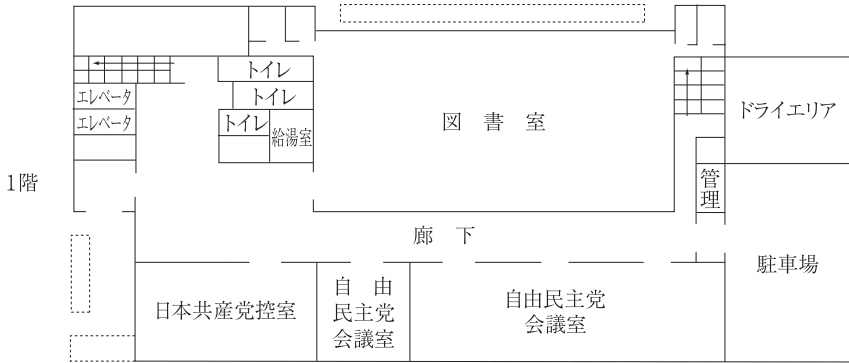 トイレ
エレベータ
トイレ
ドライエリア
エレベータ
トイレ
給湯室
図書室
1階
管理
廊下
駐車場
日本共産党控室
自由
民主党
会議室
自由民主党
会議室